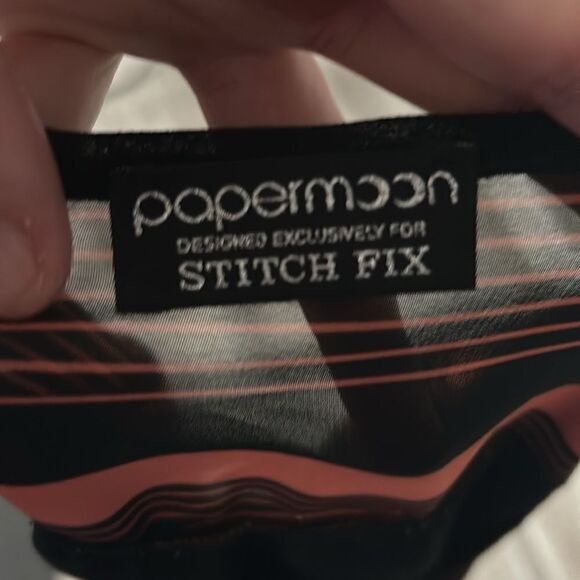 papermoon
DESIGNED EXCLUSIVELY FOR
STITCH FIX